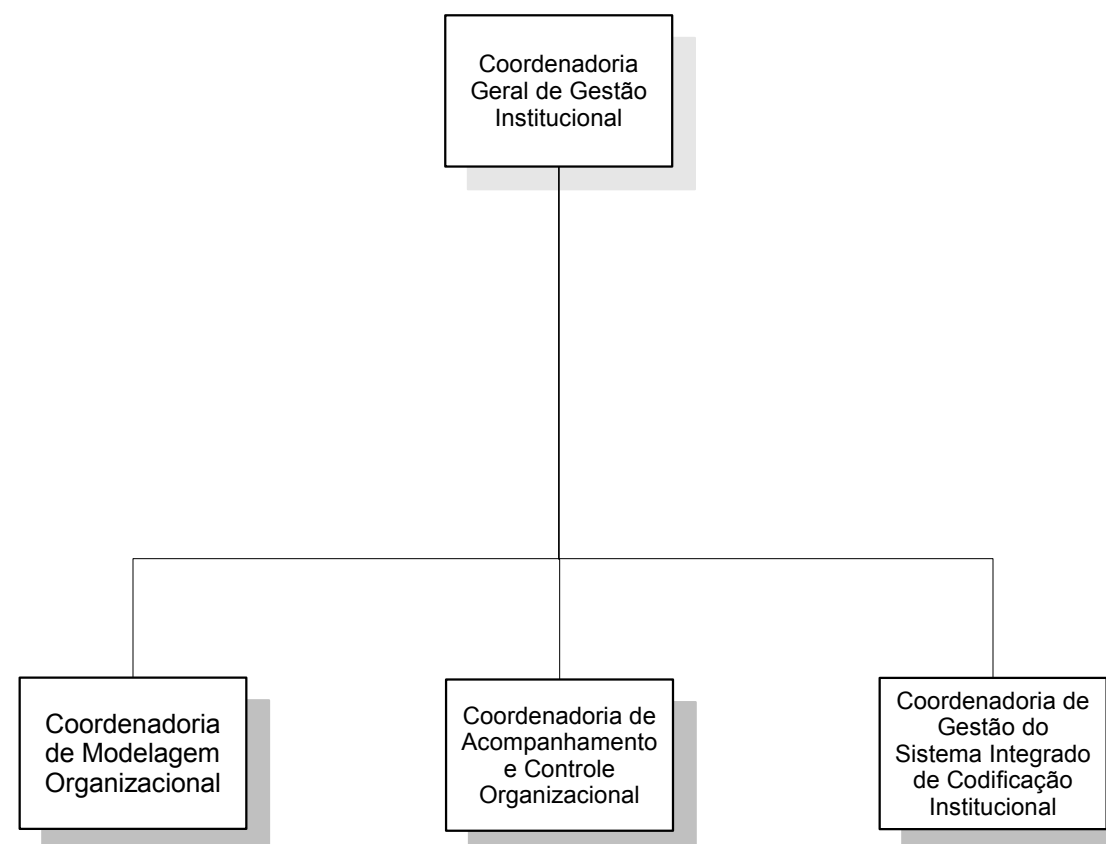 Coordenadoria
Geral de Gestão
Institucional
Coordenadoria
de Modelagem
Organizacional
Coordenadoria de
Acompanhamento
e Controle
Organizacional
Coordenadoria de
Gestão do
Sistema Integrado
de Codificação
Institucional